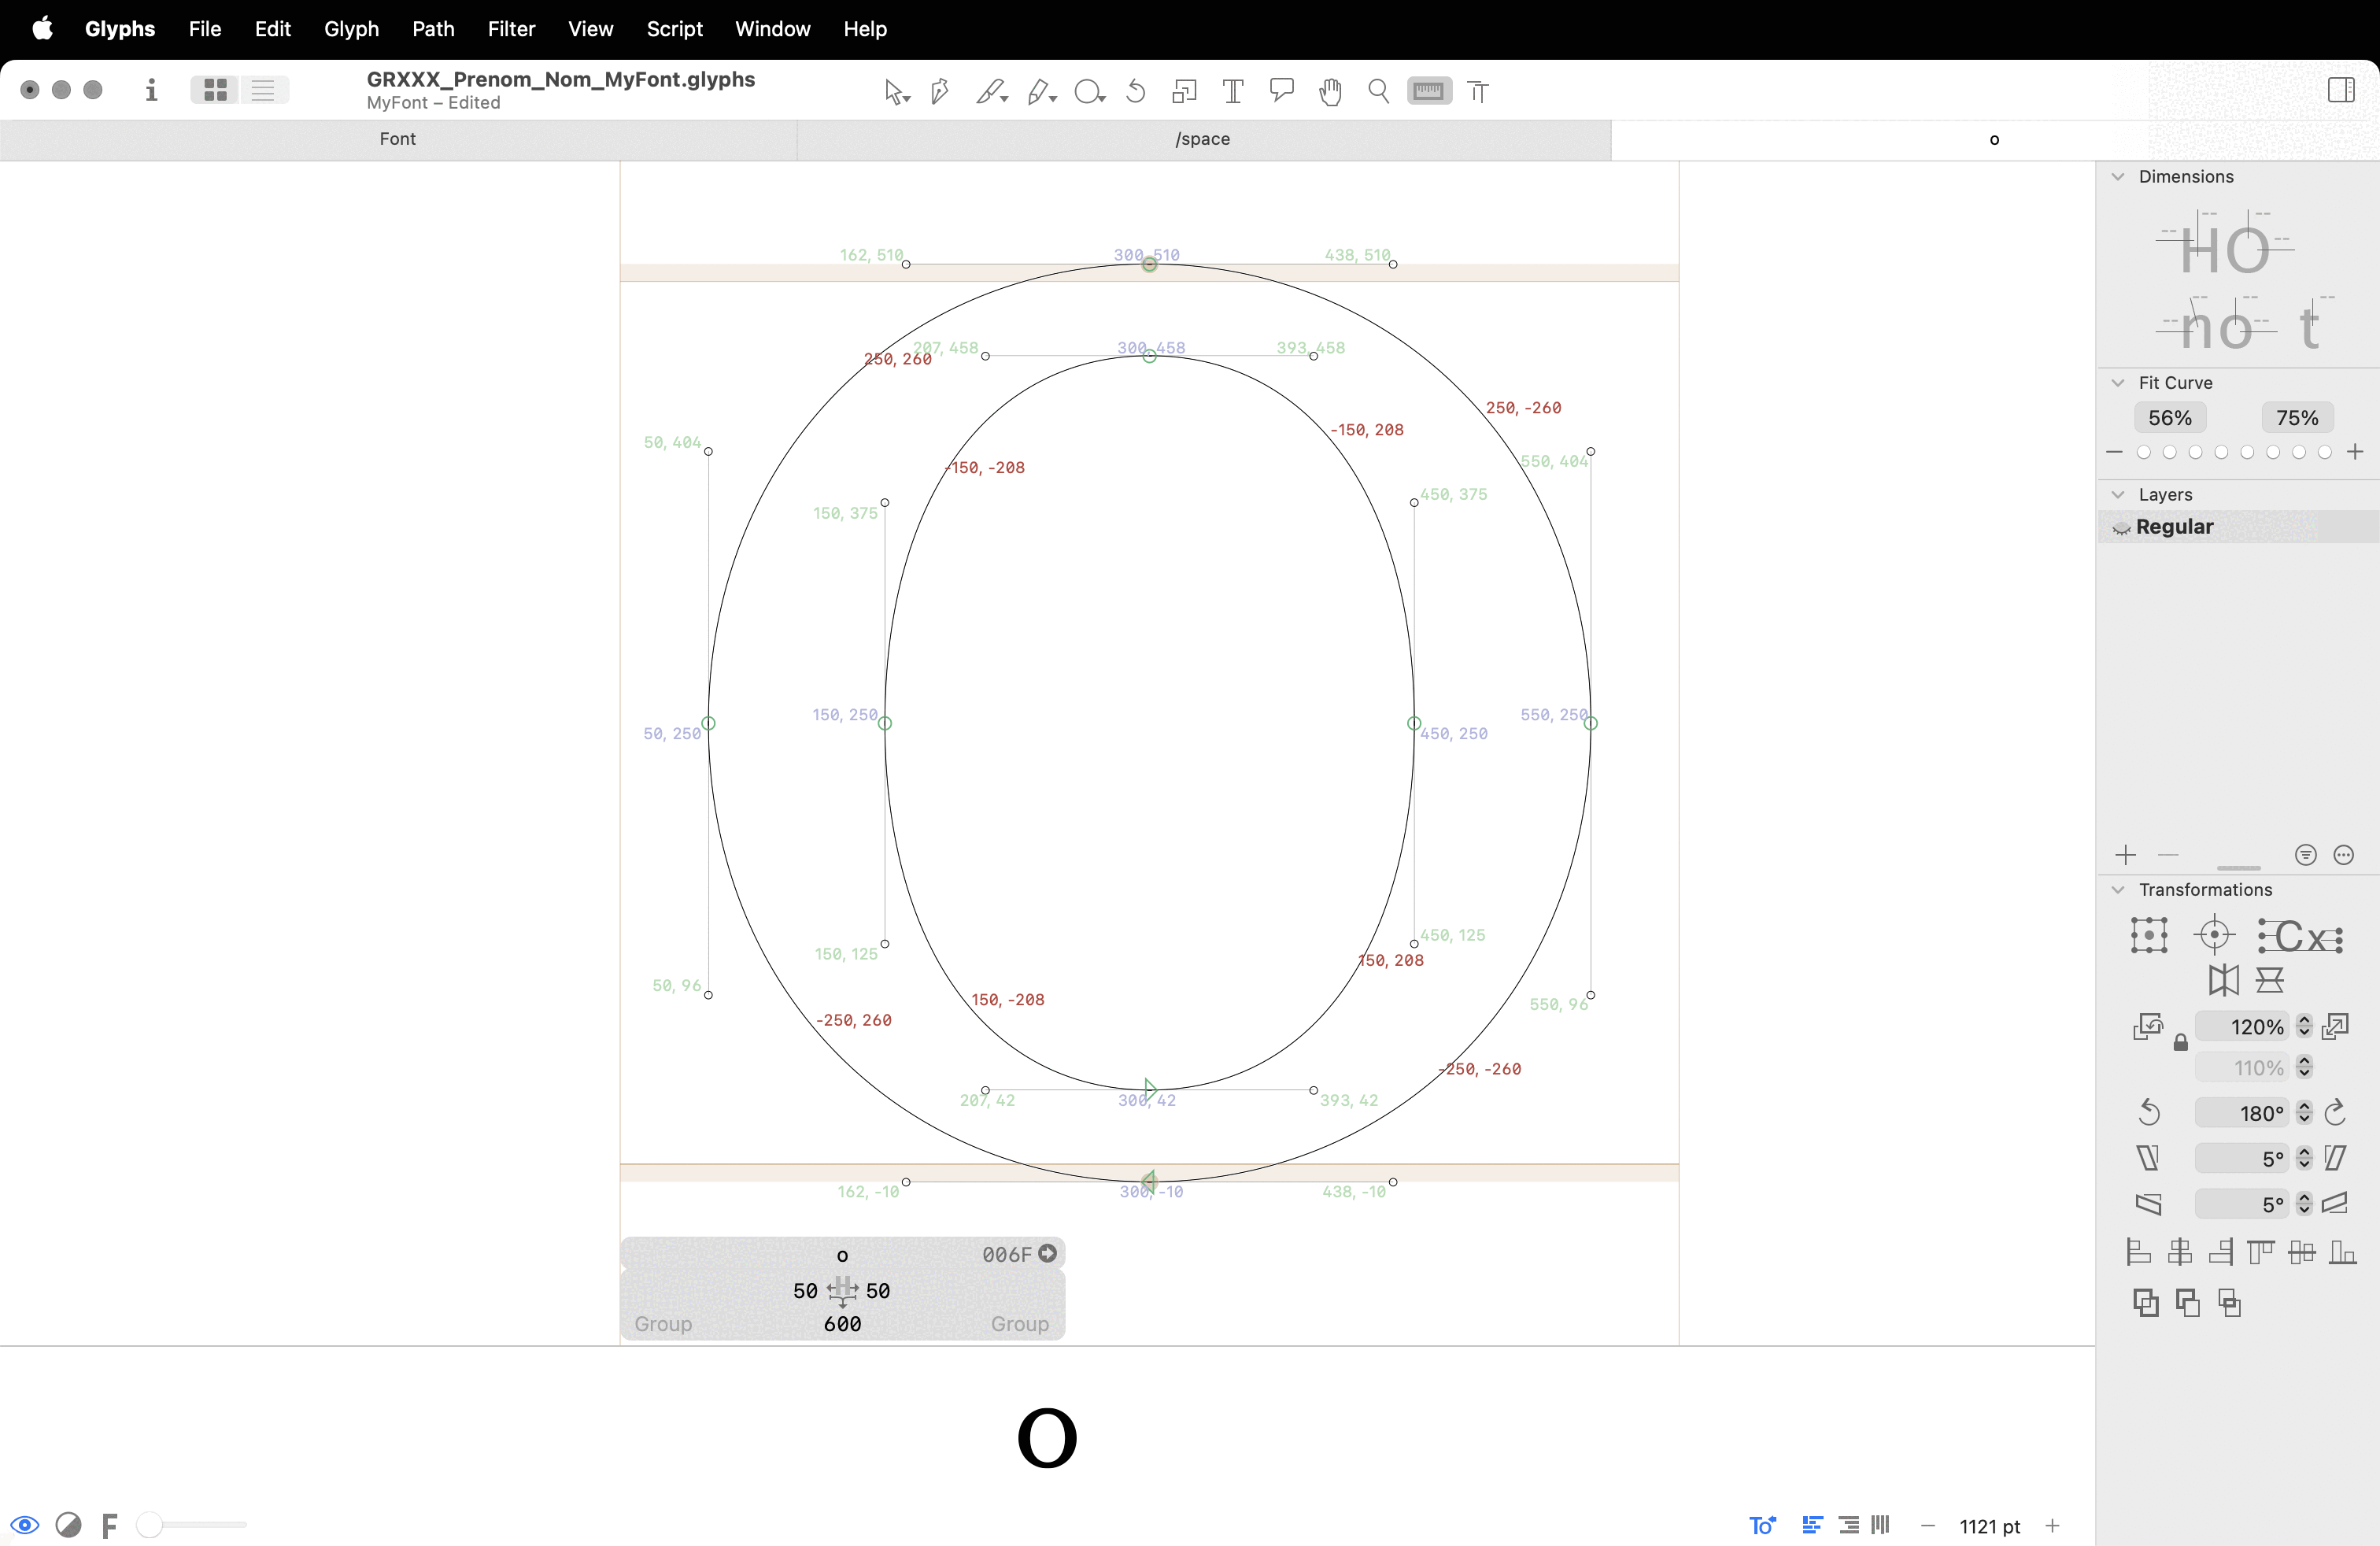 Glyphs File Edit Glyph Path Filter View Script Window Help
GRXXX_Prenom_Nom_MyFont.glyphs
MyFont – Edited
Font
/space
o
162, 510
300, 510
438, 510
207, 458
300, 458
393, 458
250, 260
250, -260
-150, 208
50, 404
-150, -208
550, 404
150, 375
450, 375
50, 250
150, 250
450, 250
550, 250
450, 125
150, 125
150, 208
50, 96
150, -208
550, 96
-250, 260
-250, -260
207, 42
300, 42
393, 42
162, -10
300, -10
438, -10
o 006F
50 H 50
Group 600 Group
o
F
To
1121 pt
Dimensions
HO
no t
Fit Curve
56% 75%
Layers
Regular
Transformations
Cx
120%
110%
180°
5°
5°